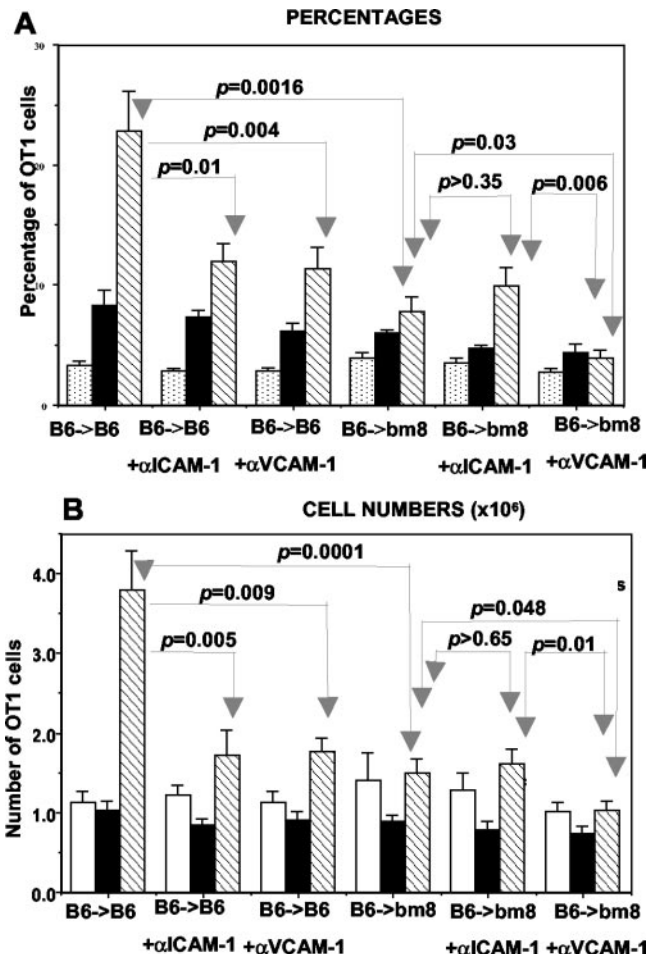 A
PERCENTAGES
30
p=0.0016
20
p=0.004
p=0.03
p=0.01
p>0.35
p=0.006
Percentage of OT1 cells
10
0
B6->B6 B6->B6 B6->B6 B6->bm8 B6->bm8 B6->bm8
+αICAM-1 +αVCAM-1 +αICAM-1 +αVCAM-1
B
CELL NUMBERS (x10⁶)
4.0
p=0.0001
s
p=0.009
p=0.048
p=0.005
p>0.65
p=0.01
3.0
2.0
Number of OT1 cells
1.0
0.0
B6->B6 B6->B6 B6->B6 B6->bm8 B6->bm8 B6->bm8
+αICAM-1 +αVCAM-1 +αICAM-1 +αVCAM-1